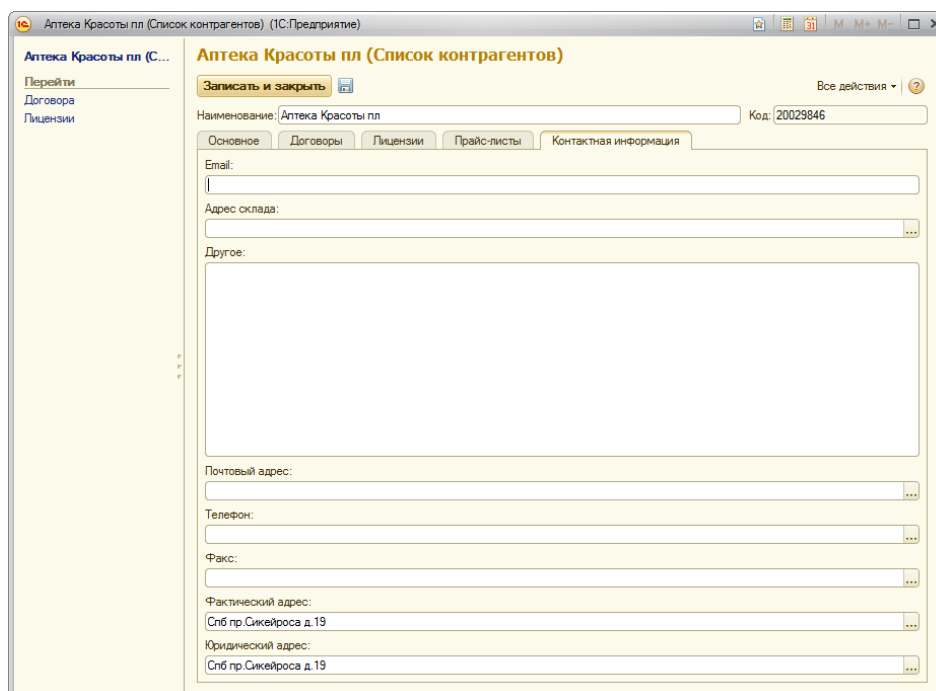 Аптека Красоты пл (Список контрагентов) (1С:Предприятие)
31 M M+ M-
Аптека Красоты пл (С...
Перейти
Договора
Лицензии
Аптека Красоты пл (Список контрагентов)
Записать и закрыть
Все действия
?
Наименование: Аптека Красоты пл
Код: 20029846
Основное Договоры Лицензии Прайс-листы Контактная информация
Email:
Адрес склада:
...
Другое:
Почтовый адрес:
...
Телефон:
...
Факс:
...
Фактический адрес:
Спб пр.Сикейроса д.19 ...
Юридический адрес:
Спб пр.Сикейроса д.19 ...